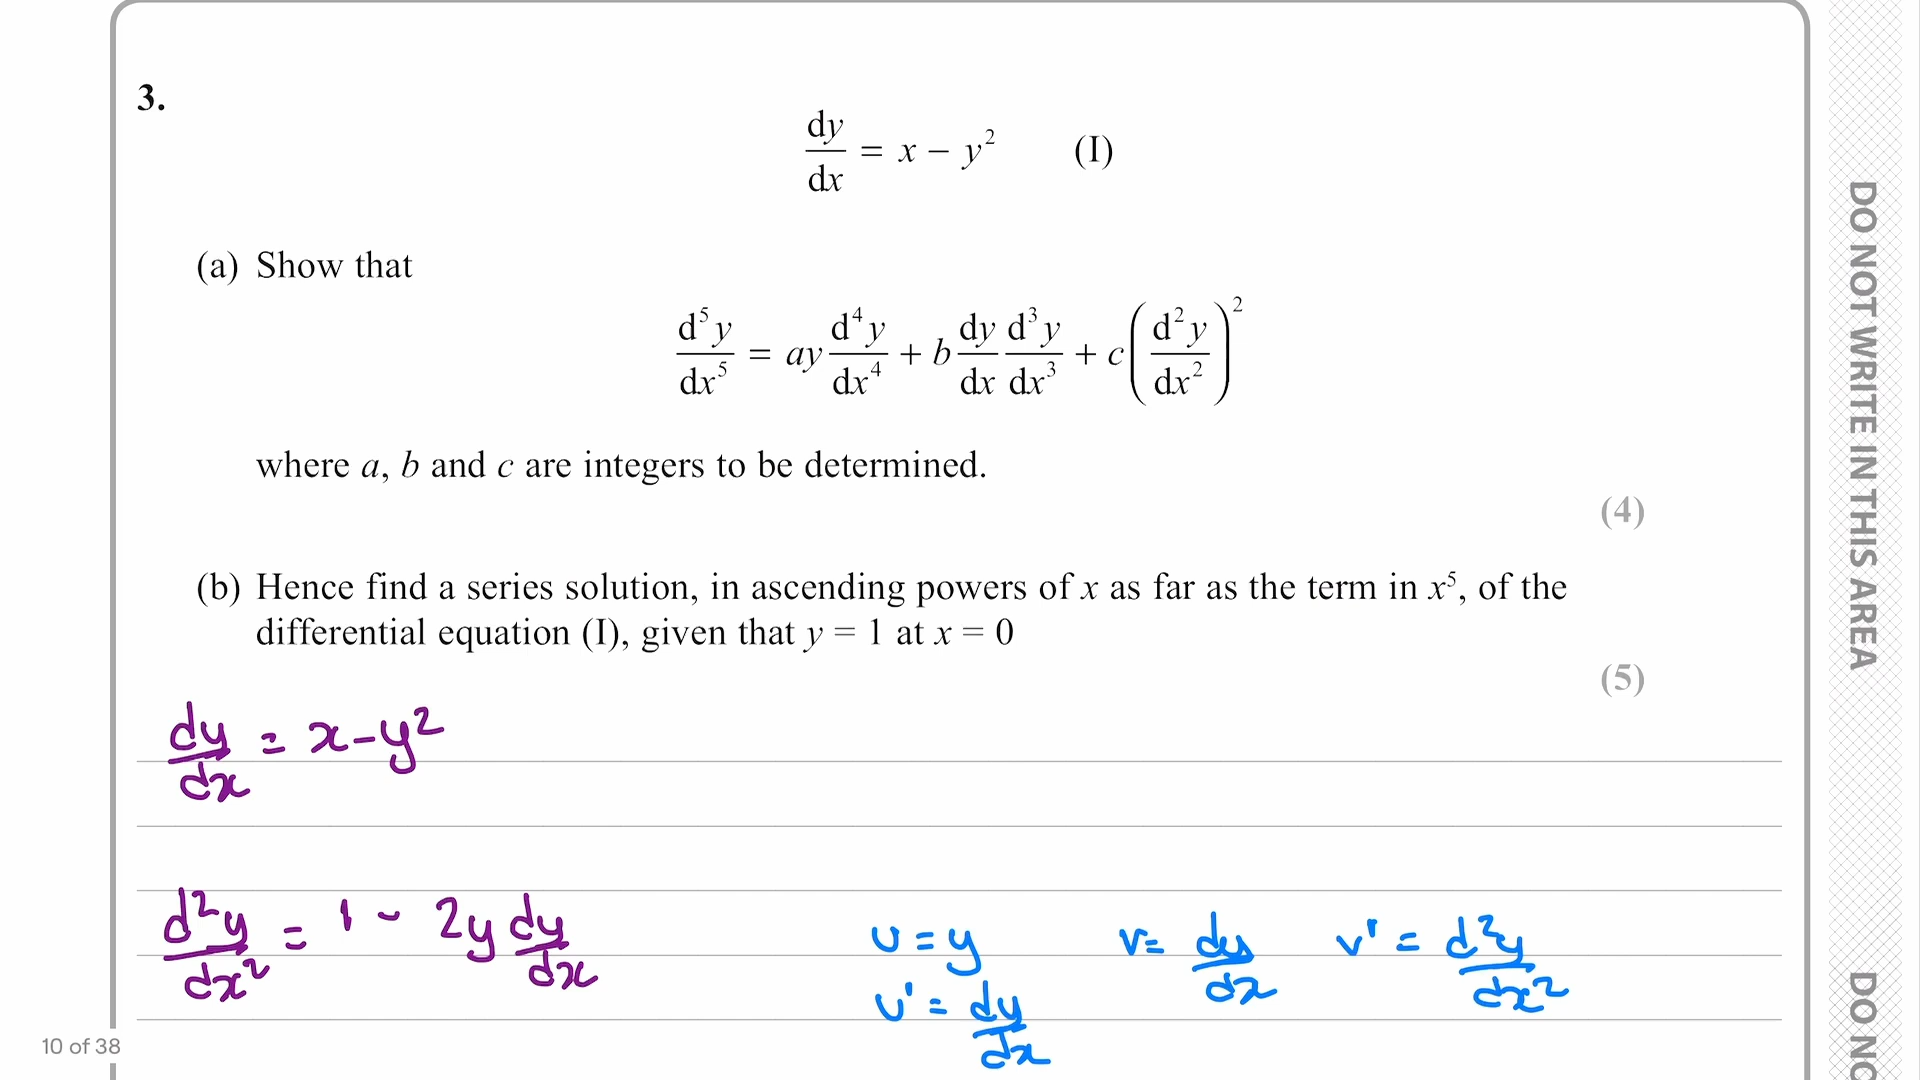 3.
dy/dx = x − y² (I)
(a) Show that
d⁵y/dx⁵ = ay d⁴y/dx⁴ + b dy/dx d³y/dx³ + c(d²y/dx²)²
where a, b and c are integers to be determined.
(4)
(b) Hence find a series solution, in ascending powers of x as far as the term in x⁵, of the
differential equation (I), given that y = 1 at x = 0
(5)
dy/dx = x − y²
d²y/dx² = 1 − 2y dy/dx
u = y v = dy/dx v' = d²y/dx²
u' = dy/dx
10 of 38
DO NOT WRITE IN THIS AREA
DO NO